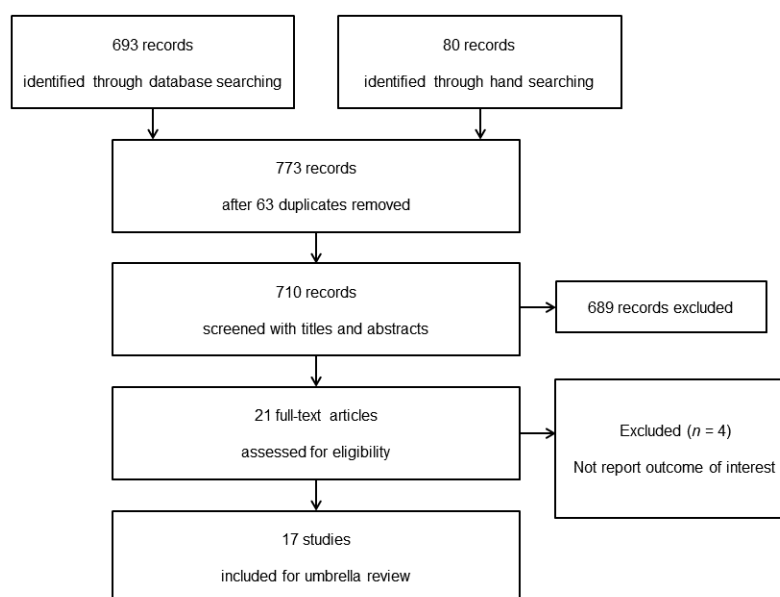 693 records
identified through database searching
80 records
identified through hand searching
773 records
after 63 duplicates removed
710 records
screened with titles and abstracts
689 records excluded
21 full-text articles
assessed for eligibility
Excluded (n = 4)
Not report outcome of interest
17 studies
included for umbrella review